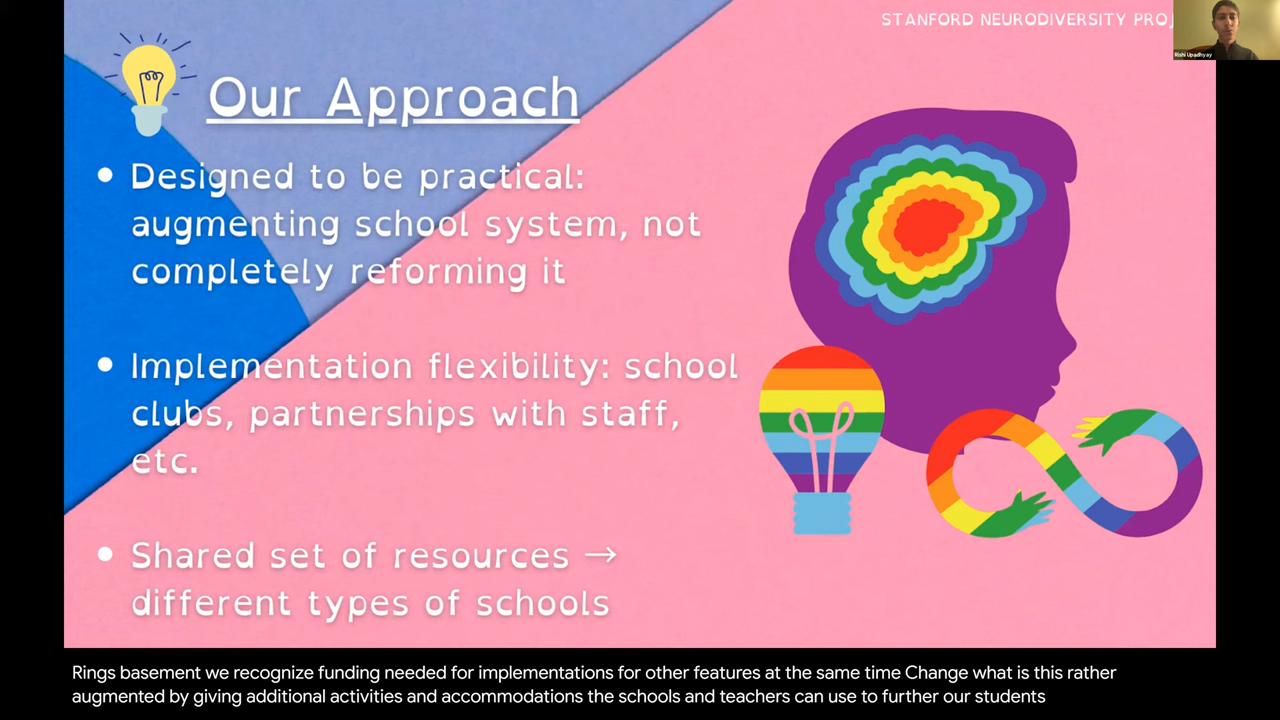 STANFORD NEURODIVERSITY PROJ
Rishi Upadhyay
Our Approach
• Designed to be practical:
augmenting school system, not
completely reforming it
• Implementation flexibility: school
clubs, partnerships with staff,
etc.
• Shared set of resources →
different types of schools
Rings basement we recognize funding needed for implementations for other features at the same time Change what is this rather
augmented by giving additional activities and accommodations the schools and teachers can use to further our students